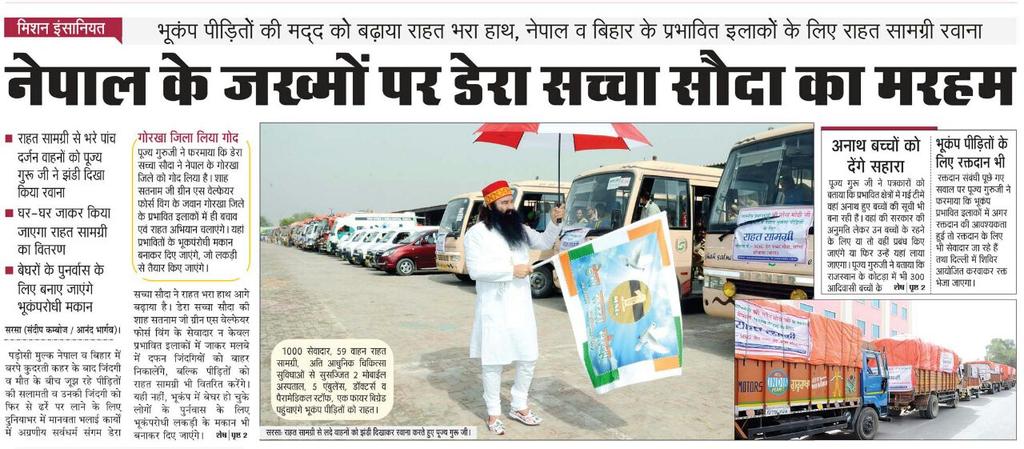 मिशन इंसानियत
भूकंप पीड़ितों की मदद को बढ़ाया राहत भरा हाथ, नेपाल व बिहार के प्रभावित इलाकों के लिए राहत सामग्री रवाना
नेपाल के जख्मों पर डेरा सच्चा सौदा का मरहम
राहत सामग्री से भरे पांच
दर्जन वाहनों को पूज्य
गुरु जी ने झंडी दिखा
किया रवाना
घर-घर जाकर किया
जाएगा राहत सामग्री
का वितरण
बेघरों के पुनर्वास के
लिए बनाए जाएंगे
भूकंपरोधी मकान
सरसा (संदीप कम्बोज / आनंद भार्गव)।
पड़ोसी मुल्क नेपाल व बिहार में
बरपे कुदरती कहर के बाद जिंदगी
व मौत के बीच जूझ रहे पीड़ितों
की सलामती व उनकी जिंदगी को
फिर से ढर्रे पर लाने के लिए
दुनियाभर में मानवता भलाई कार्यों
में अग्रणीय सर्वधर्म संगम डेरा
गोरखा जिला लिया गोद
पूज्य गुरुजी ने फरमाया कि डेरा
सच्चा सौदा ने नेपाल के गोरखा
जिले को गोद लिया है। शाह
सतनाम जी ग्रीन एस वेल्फेयर
फोर्स विंग के जवान गोरखा जिले
के प्रभावित इलाकों में ही बचाव
एवं राहत अभियान चलाएंगे। यहां
प्रभावितों के भूकंपरोधी मकान
बनाकर दिए जाएंगे, जो लकड़ी
से तैयार किए जाएंगे।
सच्चा सौदा ने राहत भरा हाथ आगे
बढ़ाया है। डेरा सच्चा सौदा की
शाह सतनाम जी ग्रीन एस वेल्फेयर
फोर्स विंग के सेवादार न केवल
प्रभावित इलाकों में जाकर मलबे
में दफन जिंदगियों को बाहर
निकालेंगे, बल्कि पीड़ितों को
राहत सामग्री भी वितरित करेंगे।
यही नहीं, भूकंप में बेघर हो चुके
लोगों के पुर्नवास के लिए
भूकंपरोधी लकड़ी के मकान भी
बनाकर दिए जाएंगे। शेष | पृष्ठ 2
1000 सेवादार, 59 वाहन राहत
सामग्री, अति आधुनिक चिकित्सा
सुविधाओं से सुसज्जित 2 मोबाईल
अस्पताल, 5 एंबुलेंस, डॉक्टर्स व
पैरामेडिकल स्टॉफ, एक फायर बिग्रेड
पहुंचाएंगे भूकंप पीड़ितों को राहत।
राहत सामग्री
सरसा: राहत सामग्री से लदे वाहनों को झंडी दिखाकर रवाना करते हुए पूज्य गुरू जी।
अनाथ बच्चों को
देंगे सहारा
पूज्य गुरु जी ने पत्रकारों को
बताया कि प्रभावित क्षेत्रों में गई टीमें
वहां अनाथ हुए बच्चों की सूची भी
बना रही हैं। वहां की सरकार की
अनुमति लेकर उन बच्चों के रहने
के लिए या तो वहीं प्रबंध किए
जाएंगे या फिर उन्हें यहां लाया
जाएगा। पूज्य गुरुजी ने बताया कि
राजस्थान के कोटड़ा में भी 300
आदिवासी बच्चों के शेष | पृष्ठ 2
भूकंप पीड़ितों के
लिए रक्तदान भी
रक्तदान संबंधी पूछे गए
सवाल पर पूज्य गुरुजी ने
फरमाया कि भूकंप
प्रभावित इलाकों में अगर
रक्तदान की आवश्यकता
हुई तो रक्तदान के लिए
भी सेवादार जा रहे हैं
तथा दिल्ली में शिविर
आयोजित करवाकर रक्त
भेजा जाएगा।
राहत सामग्री
MOTORS
INDIA